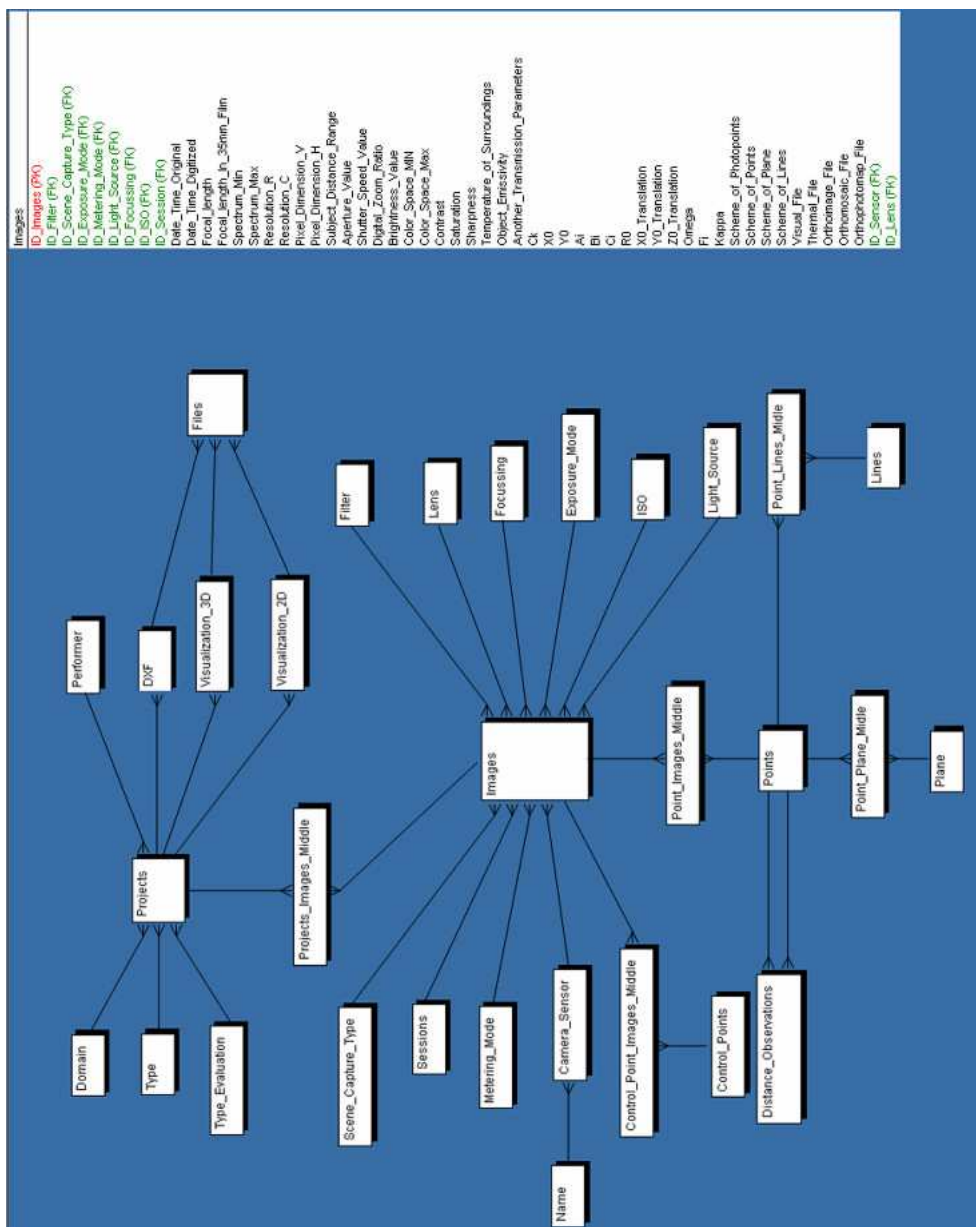 Domain
Type
Type_Evaluation
Projects
Performer
DXF
Visualization_3D
Visualization_2D
Files
Projects_Images_Middle
Scene_Capture_Type
Sessions
Metering_Mode
Name
Camera_Sensor
Control_Point_Images_Middle
Control_Points
Images
Filter
Lens
Focussing
Exposure_Mode
ISO
Light_Source
Point_Images_Middle
Distance_Observations
Points
Point_Lines_Midle
Lines
Point_Plane_Midle
Plane
Images
ID_Images (PK)
ID_Filter (FK)
ID_Scene_Capture_Type (FK)
ID_Exposure_Mode (FK)
ID_Metering_Mode (FK)
ID_Light_Source (FK)
ID_Focussing (FK)
ID_ISO (FK)
ID_Session (FK)
Date_Time_Original
Date_Time_Digitized
Focal_length
Focal_length_In_35mm_Film
Spectrum_Min
Spectrum_Max
Resolution_R
Resolution_C
Pixel_Dimension_V
Pixel_Dimension_H
Subject_Distance_Range
Aperture_Value
Shutter_Speed_Value
Digital_Zoom_Ratio
Brightness_Value
Color_Space_MIN
Color_Space_Max
Contrast
Saturation
Sharpness
Temperature_of_Surroundings
Object_Emissivity
Another_Transmission_Parameters
Ck
X0
Y0
Ai
Bi
Ci
R0
X0_Translation
Y0_Translation
Z0_Translation
Omega
Fi
Kappa
Scheme_of_Photopoints
Scheme_of_Points
Scheme_of_Plane
Scheme_of_Lines
Visual_File
Thermal_File
Orthoimage_File
Orthomosaic_File
Orthophotomap_File
ID_Sensor (FK)
ID_Lens (FK)